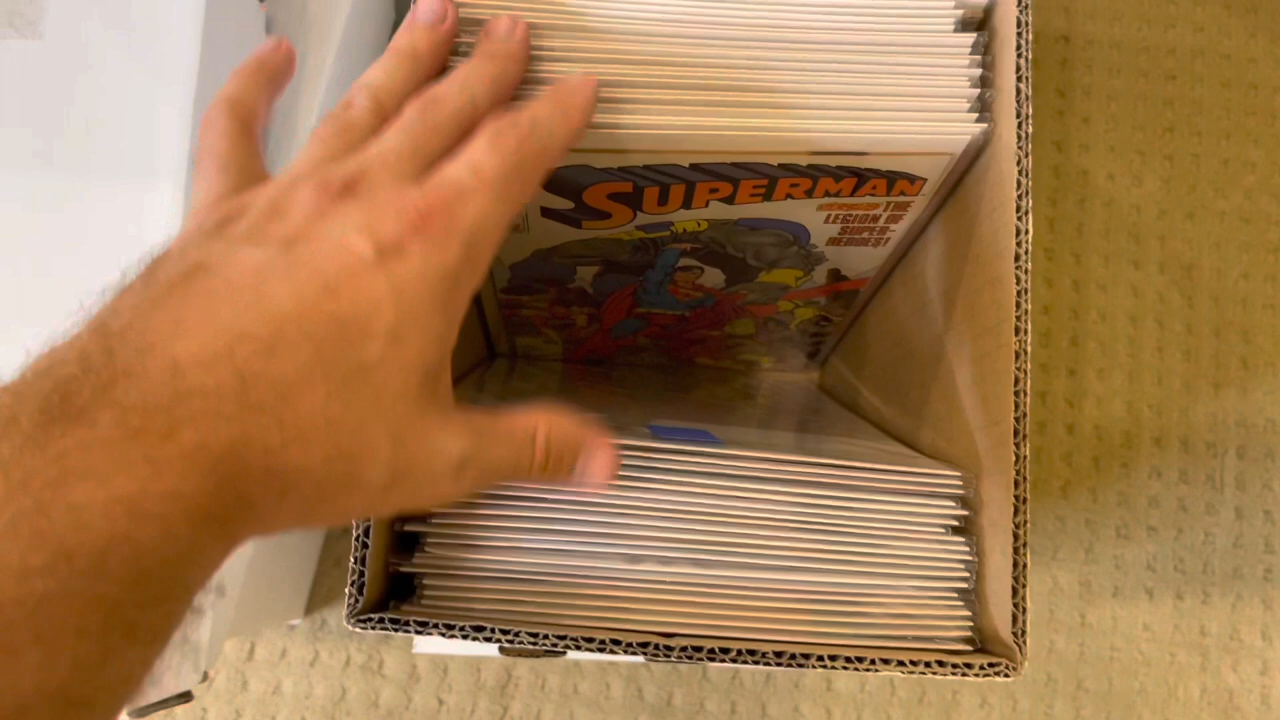 SUPERMAN
THE
LEGION OF
SUPER-
HEROES!